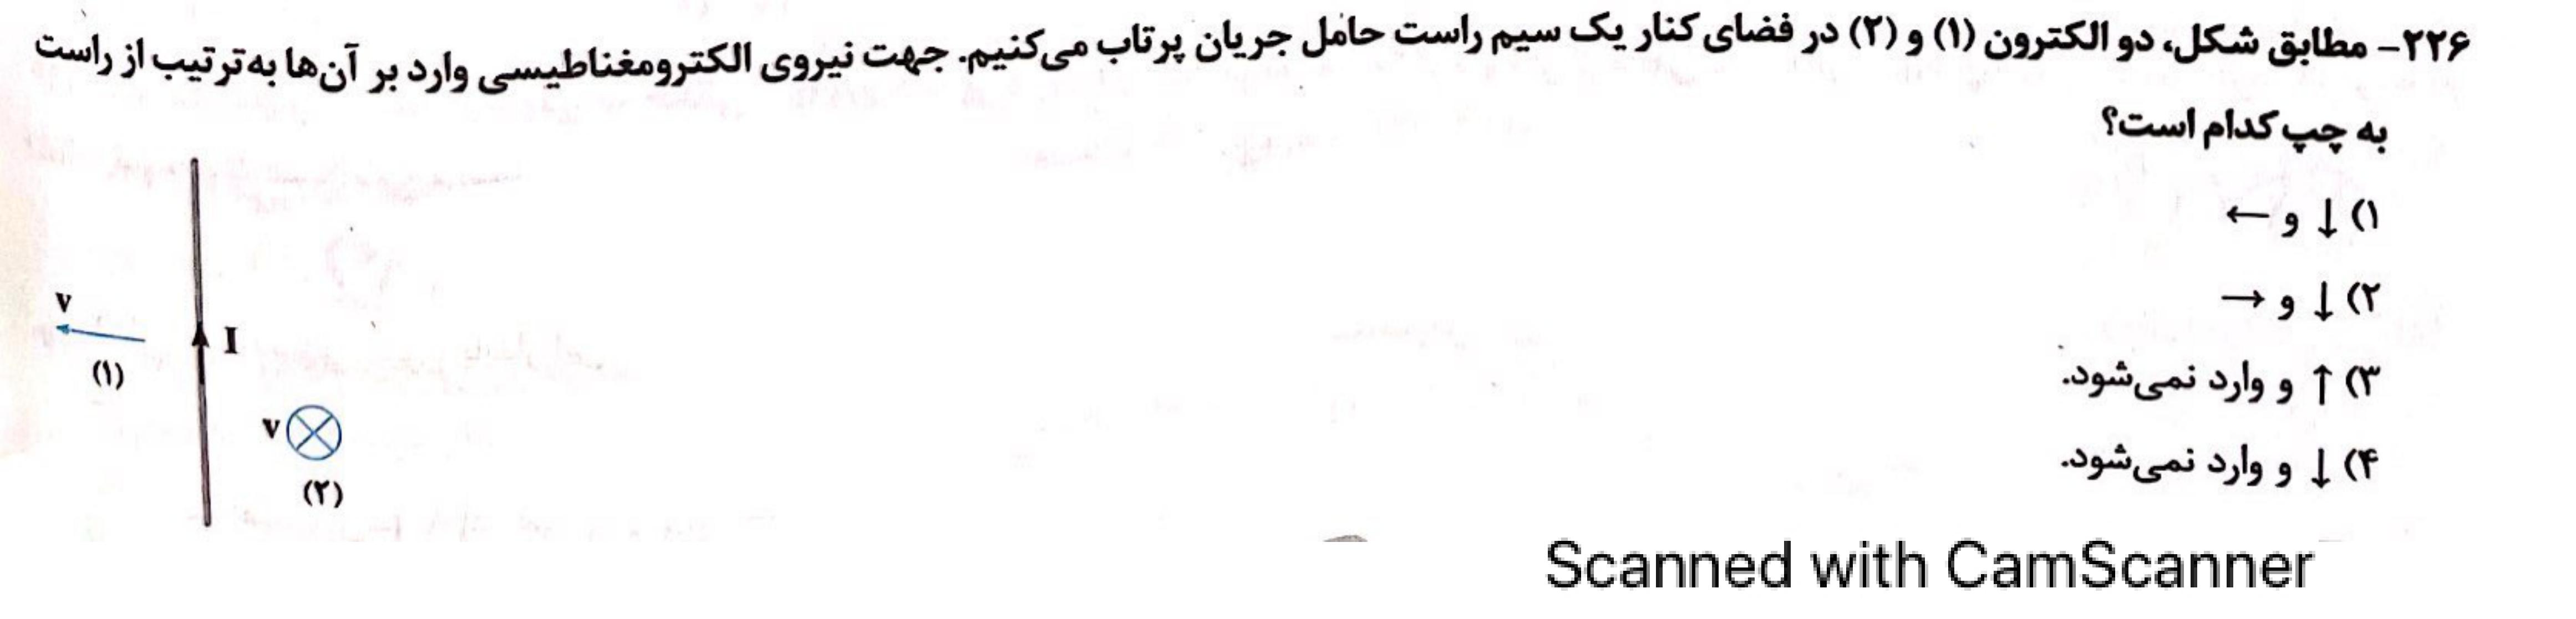 ۲۲۶- مطابق شکل، دو الکترون (۱) و (۲) در فضای کنار یک سیم راست حامل جریان پرتاب می‌کنیم. جهت نیروی الکترومغناطیسی وارد بر آن‌ها به‌ترتیب از راست
به چپ کدام است؟
۱) ↓ و ←
۲) ↓ و →
۳) ↑ و وارد نمی‌شود.
۴) ↓ و وارد نمی‌شود.
v
(۱)
I
v
(۲)
Scanned with CamScanner